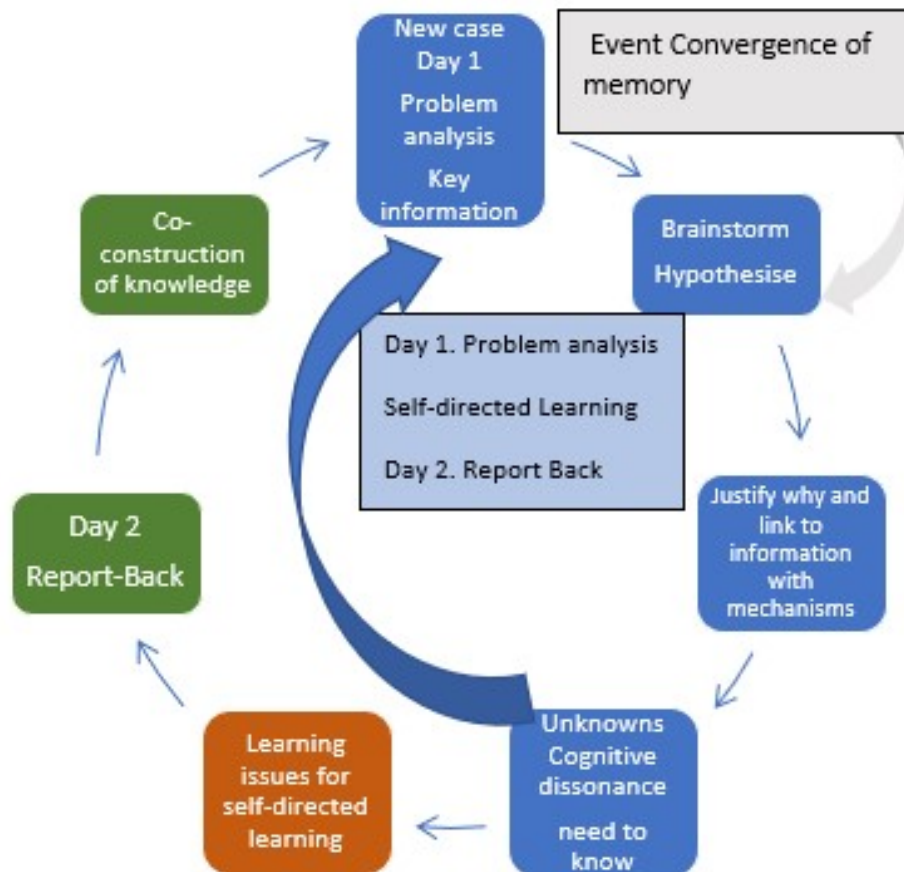 New case
Day 1
Problem
analysis
Key
information
Event Convergence of
memory
Brainstorm
Hypothesise
Justify why and
link to
information
with
mechanisms
Unknowns
Cognitive
dissonance
need to
know
Learning
issues for
self-directed
learning
Day 2
Report-Back
Co-
construction
of knowledge
Day 1. Problem analysis
Self-directed Learning
Day 2. Report Back